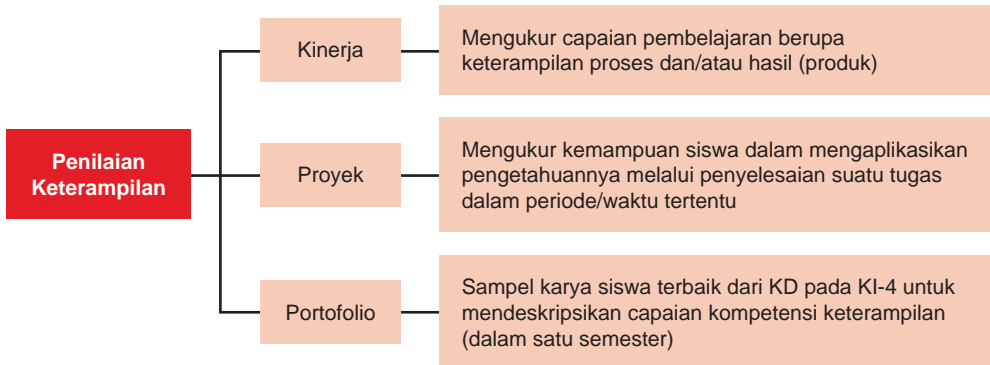 Penilaian
Keterampilan
Kinerja
Mengukur capaian pembelajaran berupa
keterampilan proses dan/atau hasil (produk)
Proyek
Mengukur kemampuan siswa dalam mengaplikasikan
pengetahuannya melalui penyelesaian suatu tugas
dalam periode/waktu tertentu
Portofolio
Sampel karya siswa terbaik dari KD pada KI-4 untuk
mendeskripsikan capaian kompetensi keterampilan
(dalam satu semester)